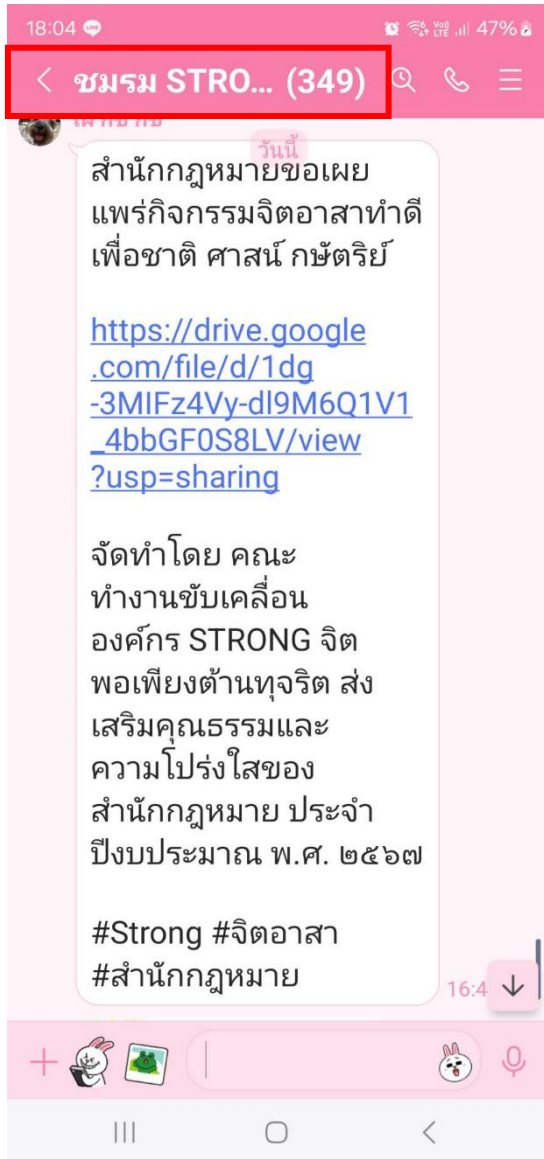 18:04
47%
ชมรม STRO... (349)
วันนี้
สำนักกฎหมายขอเผย
แพร่กิจกรรมจิตอาสาทำดี
เพื่อชาติ ศาสน์ กษัตริย์
https://drive.google
.com/file/d/1dg
-3MIFz4Vy-dl9M6Q1V1
_4bbGF0S8LV/view
?usp=sharing
จัดทำโดย คณะ
ทำงานขับเคลื่อน
องค์กร STRONG จิต
พอเพียงต้านทุจริต ส่ง
เสริมคุณธรรมและ
ความโปร่งใสของ
สำนักกฎหมาย ประจำ
ปีงบประมาณ พ.ศ. ๒๕๖๗
#Strong #จิตอาสา
#สำนักกฎหมาย
16:4